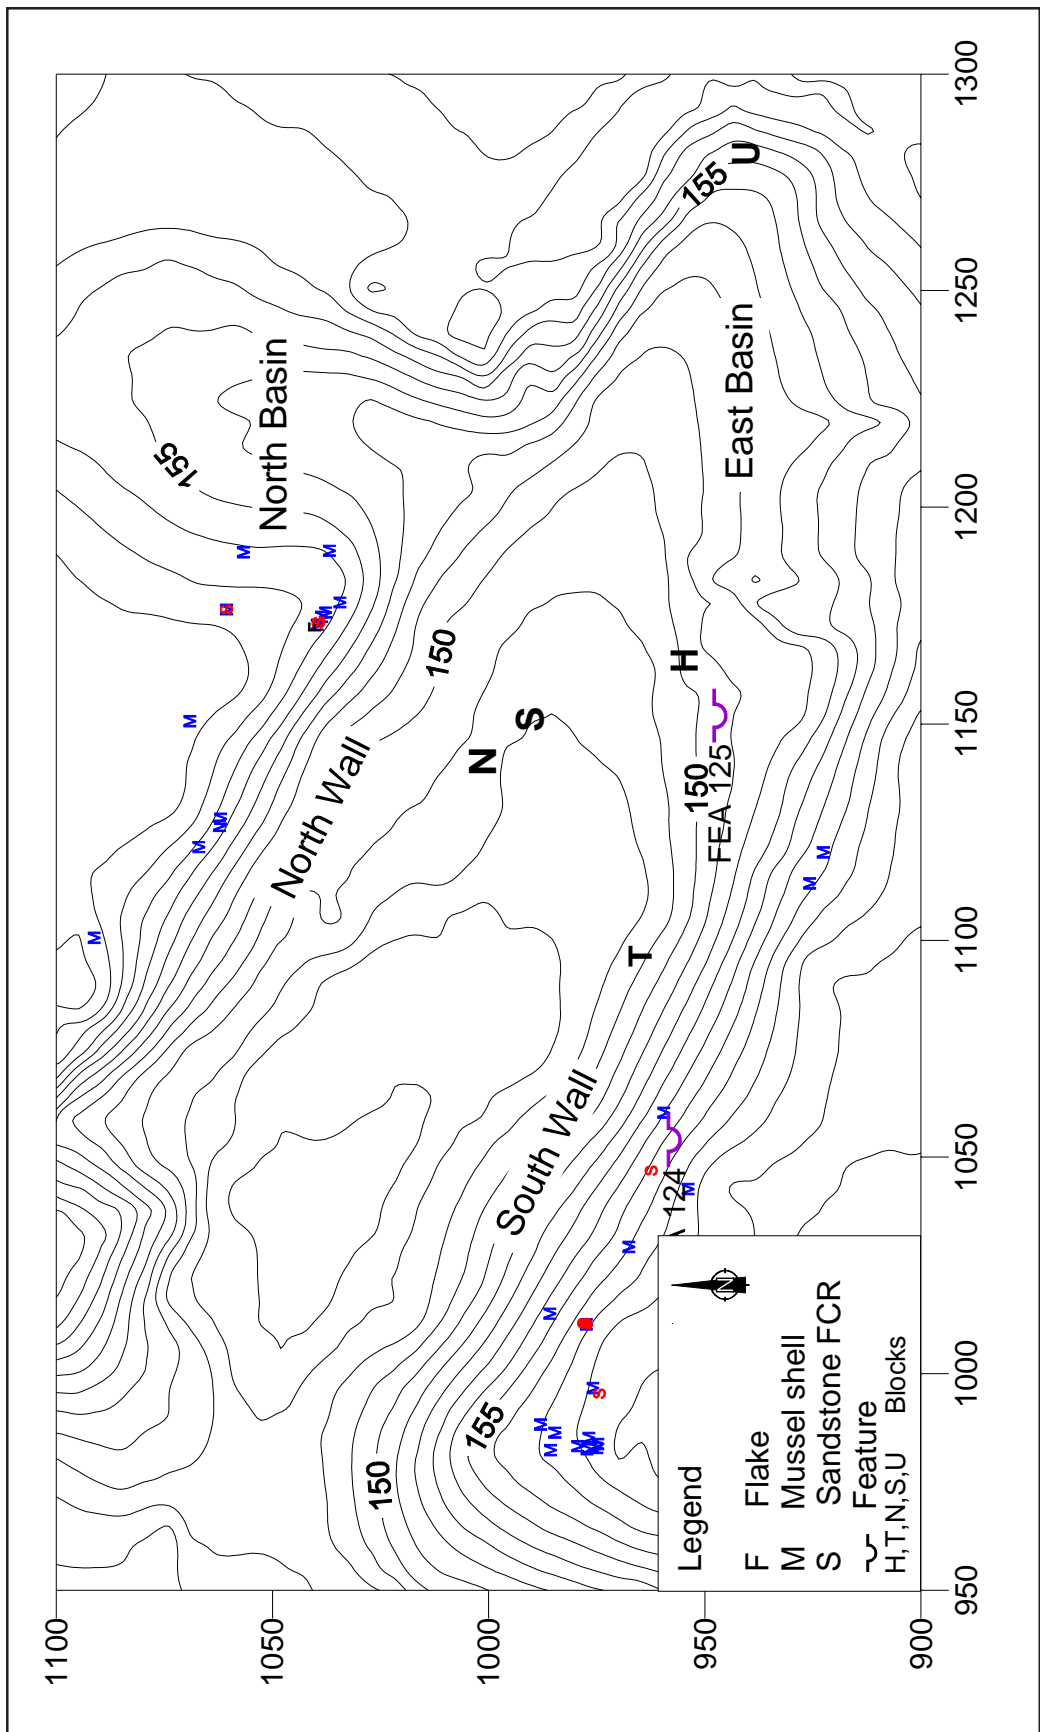 1100
1050
1000
950
900
950
1000
1050
1100
1150
1200
1250
1300
North Basin
155
North Wall
150
N
S
H
T
U
155
East Basin
150
FEA 125
South Wall
155
150
124
M
M
M
M
M
M
M
M
M
M
F
S
M
M
M
S
M
M
M
M
S
M
M
M
M
M
S
Legend
F Flake
M Mussel shell
S Sandstone FCR
Feature
H,T,N,S,U Blocks
N